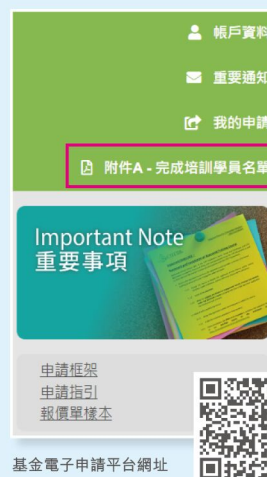 帳戶資料
重要通知
我的申請
附件A - 完成培訓學員名單
Important Note
重要事項
申請框架
申請指引
報價單樣本
基金電子申請平台網址